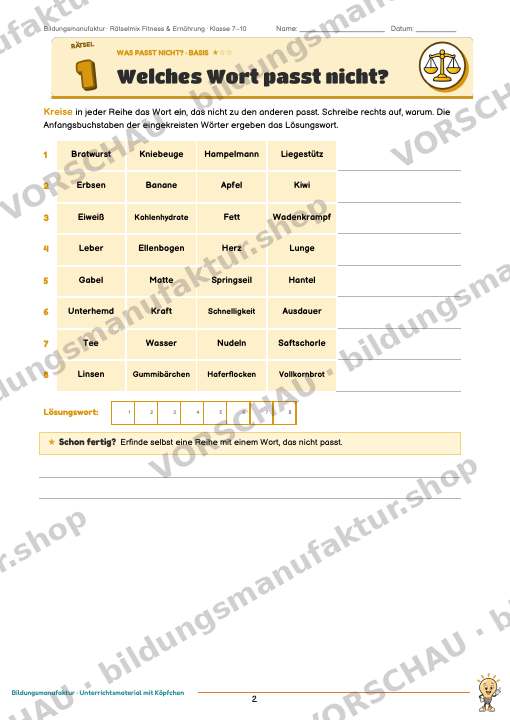 Bildungsmanufaktur · Rätselmix Fitness & Ernährung · Klasse 7–10 Name: Datum:
RÄTSEL
1
WAS PASST NICHT? · BASIS ★☆☆
Welches Wort passt nicht?
Kreise in jeder Reihe das Wort ein, das nicht zu den anderen passt. Schreibe rechts auf, warum. Die
Anfangsbuchstaben der eingekreisten Wörter ergeben das Lösungswort.
1 Bratwurst Kniebeuge Hampelmann Liegestütz
2 Erbsen Banane Apfel Kiwi
3 Eiweiß Kohlenhydrate Fett Wadenkrampf
4 Leber Ellenbogen Herz Lunge
5 Gabel Matte Springseil Hantel
6 Unterhemd Kraft Schnelligkeit Ausdauer
7 Tee Wasser Nudeln Saftschorle
8 Linsen Gummibärchen Haferflocken Vollkornbrot
Lösungswort: 1 2 3 4 5 6 7 8
★ Schon fertig? Erfinde selbst eine Reihe mit einem Wort, das nicht passt.
Bildungsmanufaktur · Unterrichtsmaterial mit Köpfchen
2
VORSCHAU · bildungsmanufaktur.shop
VORSCHAU · bildungsmanufaktur.shop
VORSCHAU · bildungsmanufaktur.shop